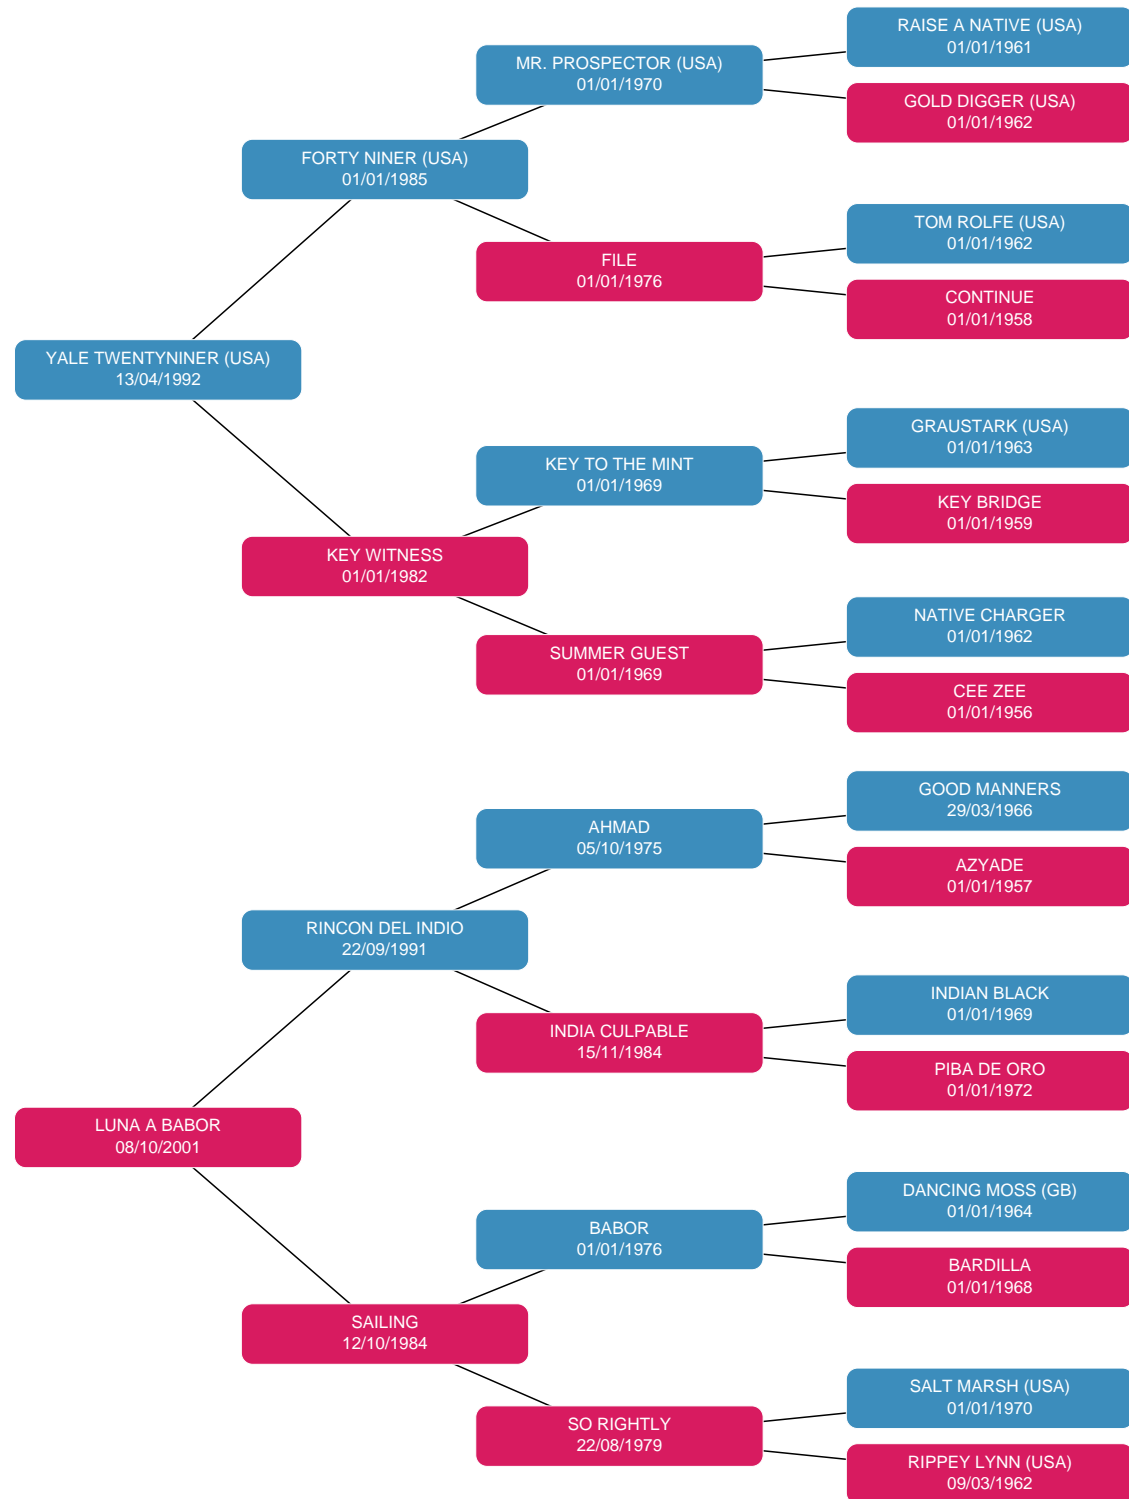 RAISE A NATIVE (USA)
01/01/1961
MR. PROSPECTOR (USA)
01/01/1970
GOLD DIGGER (USA)
01/01/1962
FORTY NINER (USA)
01/01/1985
TOM ROLFE (USA)
01/01/1962
FILE
01/01/1976
CONTINUE
01/01/1958
YALE TWENTYNINER (USA)
13/04/1992
GRAUSTARK (USA)
01/01/1963
KEY TO THE MINT
01/01/1969
KEY BRIDGE
01/01/1959
KEY WITNESS
01/01/1982
NATIVE CHARGER
01/01/1962
SUMMER GUEST
01/01/1969
CEE ZEE
01/01/1956
GOOD MANNERS
29/03/1966
AHMAD
05/10/1975
AZYADE
01/01/1957
RINCON DEL INDIO
22/09/1991
INDIAN BLACK
01/01/1969
INDIA CULPABLE
15/11/1984
PIBA DE ORO
01/01/1972
LUNA A BABOR
08/10/2001
DANCING MOSS (GB)
01/01/1964
BABOR
01/01/1976
BARDILLA
01/01/1968
SAILING
12/10/1984
SALT MARSH (USA)
01/01/1970
SO RIGHTLY
22/08/1979
RIPPEY LYNN (USA)
09/03/1962